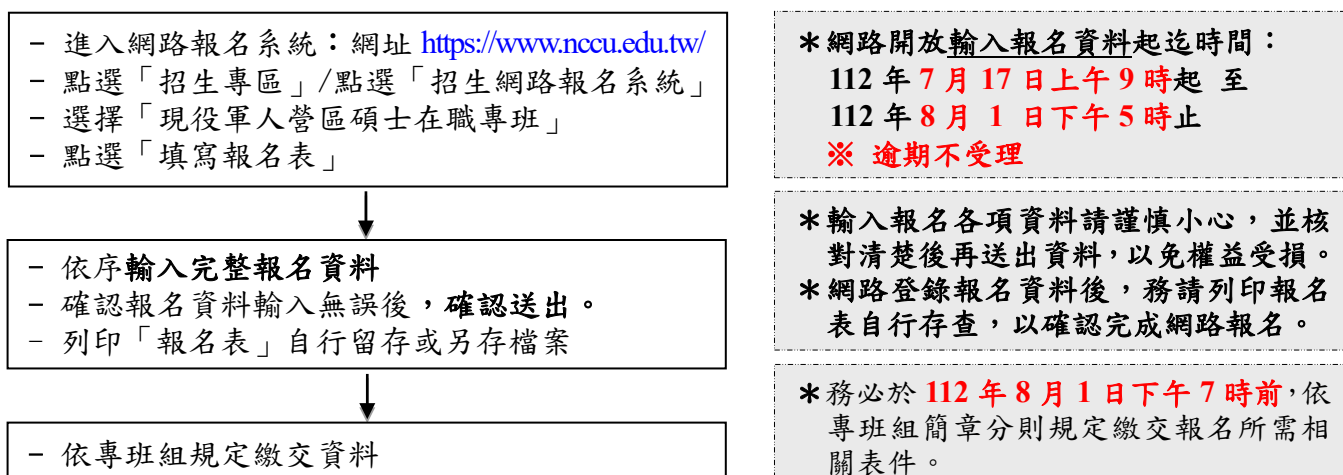 - 進入網路報名系統：網址 https://www.nccu.edu.tw/
- 點選「招生專區」/點選「招生網路報名系統」
- 選擇「現役軍人營區碩士在職專班」
- 點選「填寫報名表」
＊網路開放輸入報名資料起迄時間：
112 年 7 月 17 日上午 9 時起 至
112 年 8 月 1 日下午 5 時止
※ 逾期不受理
- 依序輸入完整報名資料
- 確認報名資料輸入無誤後，確認送出。
- 列印「報名表」自行留存或另存檔案
＊輸入報名各項資料請謹慎小心，並核
對清楚後再送出資料，以免權益受損。
＊網路登錄報名資料後，務請列印報名
表自行存查，以確認完成網路報名。
- 依專班組規定繳交資料
＊務必於 112 年 8 月 1 日下午 7 時前，依
專班組簡章分則規定繳交報名所需相
關表件。